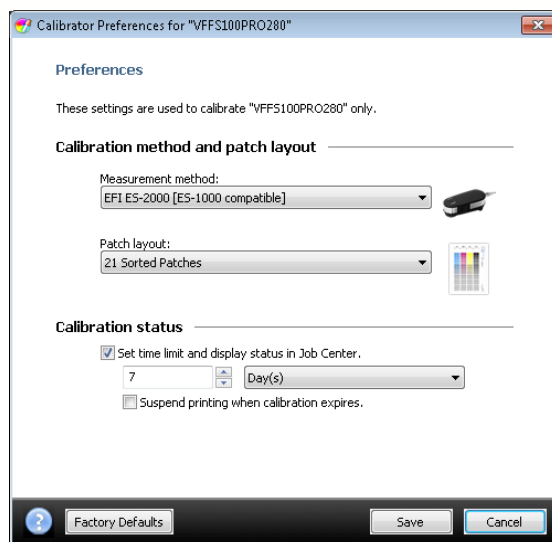 Calibrator Preferences for "VFFS100PRO280"
Preferences
These settings are used to calibrate "VFFS100PRO280" only.
Calibration method and patch layout
Measurement method:
EFI ES-2000 [ES-1000 compatible]
Patch layout:
21 Sorted Patches
Calibration status
Set time limit and display status in Job Center.
7 Day(s)
Suspend printing when calibration expires.
? Factory Defaults Save Cancel